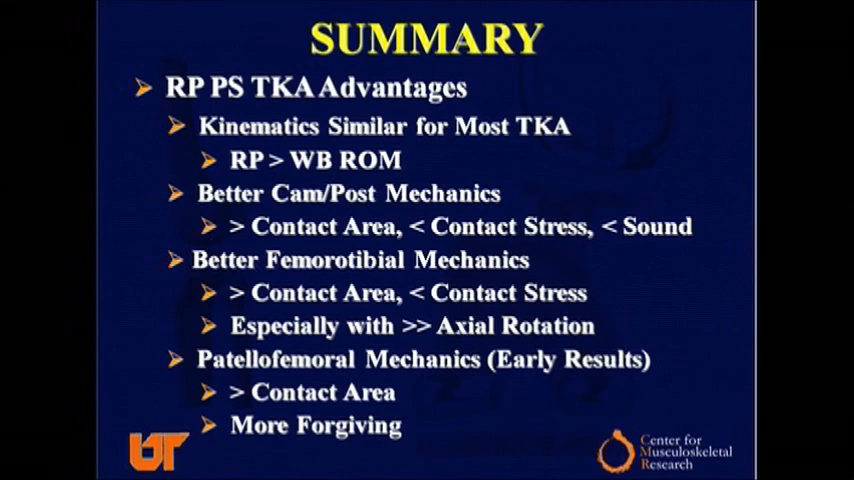 SUMMARY
RP PS TKA Advantages
Kinematics Similar for Most TKA
RP > WB ROM
Better Cam/Post Mechanics
> Contact Area, < Contact Stress, < Sound
Better Femorotibial Mechanics
> Contact Area, < Contact Stress
Especially with >> Axial Rotation
Patellofemoral Mechanics (Early Results)
> Contact Area
More Forgiving
UT
Center for
Musculoskeletal
Research